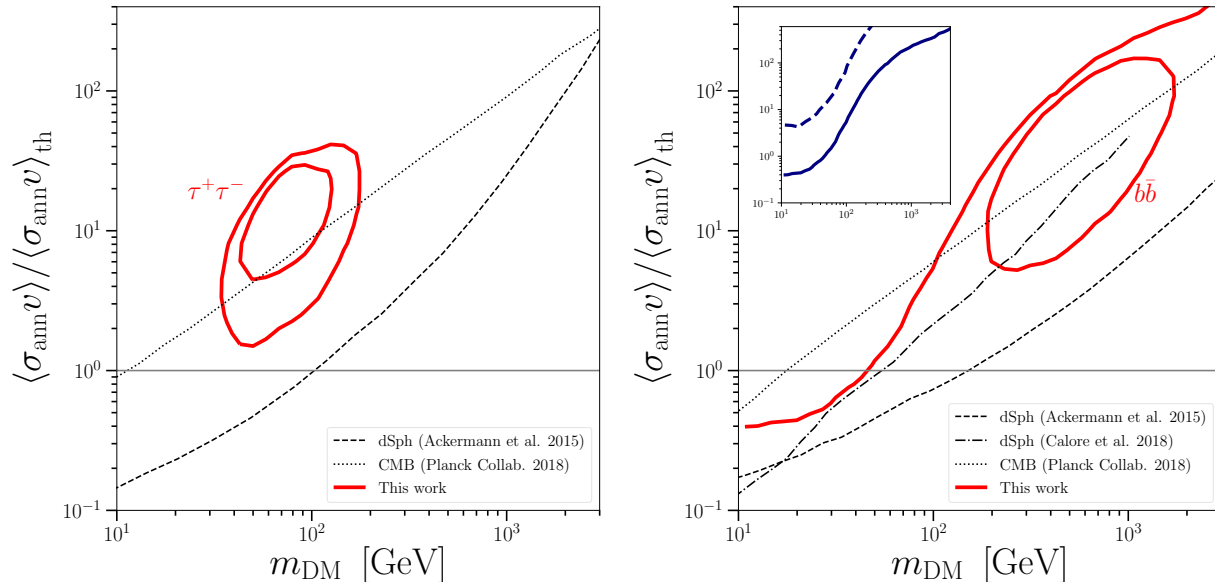 ⟨σ_ann v⟩/⟨σ_ann v⟩_th
10^2
10^1
10^0
10^−1
τ^+τ^−
dSph (Ackermann et al. 2015)
CMB (Planck Collab. 2018)
This work
10^1
10^2
10^3
m_DM [GeV]
⟨σ_ann v⟩/⟨σ_ann v⟩_th
10^2
10^1
10^0
10^−1
10^2
10^1
10^0
10^−1
10^1
10^2
10^3
bb̄
dSph (Ackermann et al. 2015)
dSph (Calore et al. 2018)
CMB (Planck Collab. 2018)
This work
10^1
10^2
10^3
m_DM [GeV]